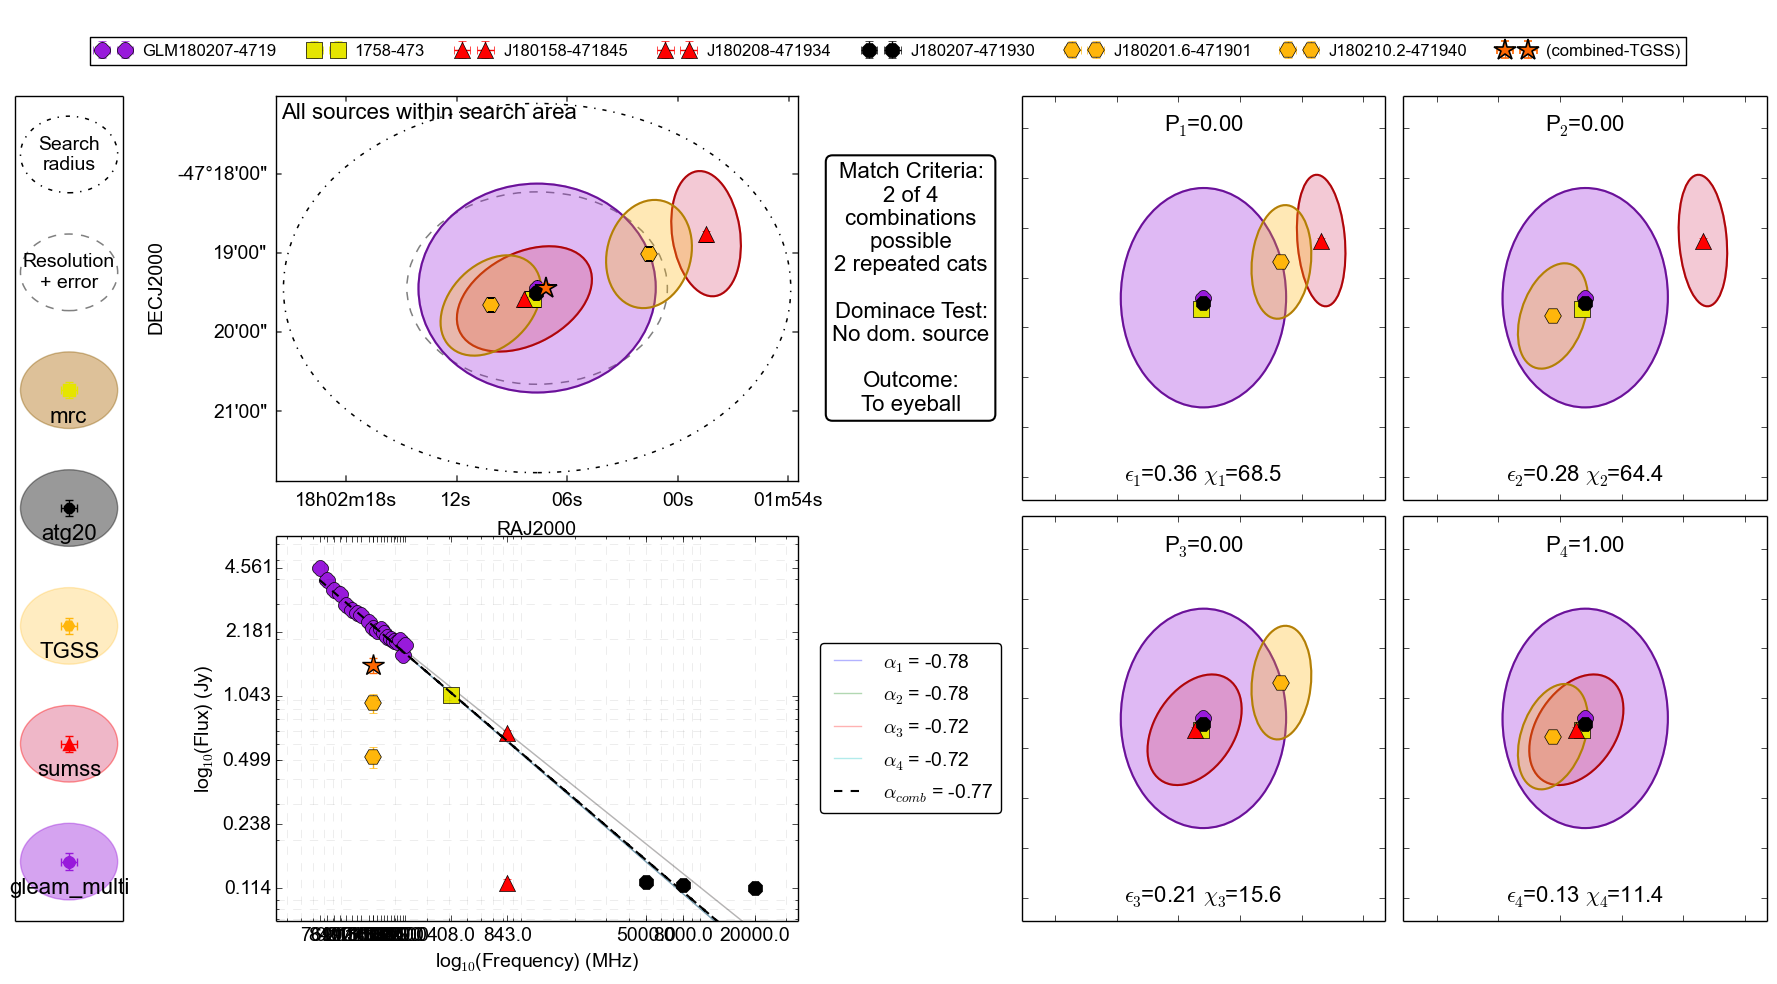 GLM180207-4719 1758-473 J180158-471845 J180208-471934 J180207-471930 J180201.6-471901 J180210.2-471940 (combined-TGSS)
Search
radius
Resolution
+ error
mrc
atg20
TGSS
sumss
gleam_multi
All sources within search area
DECJ2000
-47°18'00"
19'00"
20'00"
21'00"
18h02m18s 12s 06s 00s 01m54s
RAJ2000
Match Criteria:
2 of 4
combinations
possible
2 repeated cats
Dominace Test:
No dom. source
Outcome:
To eyeball
P1=0.00
ϵ1=0.36 χ1=68.5
P2=0.00
ϵ2=0.28 χ2=64.4
log10(Flux) (Jy)
4.561
2.181
1.043
0.499
0.238
0.114
408.0 843.0 5000.0 8000.0 20000.0
log10(Frequency) (MHz)
α1 = -0.78
α2 = -0.78
α3 = -0.72
α4 = -0.72
αcomb = -0.77
P3=0.00
ϵ3=0.21 χ3=15.6
P4=1.00
ϵ4=0.13 χ4=11.4